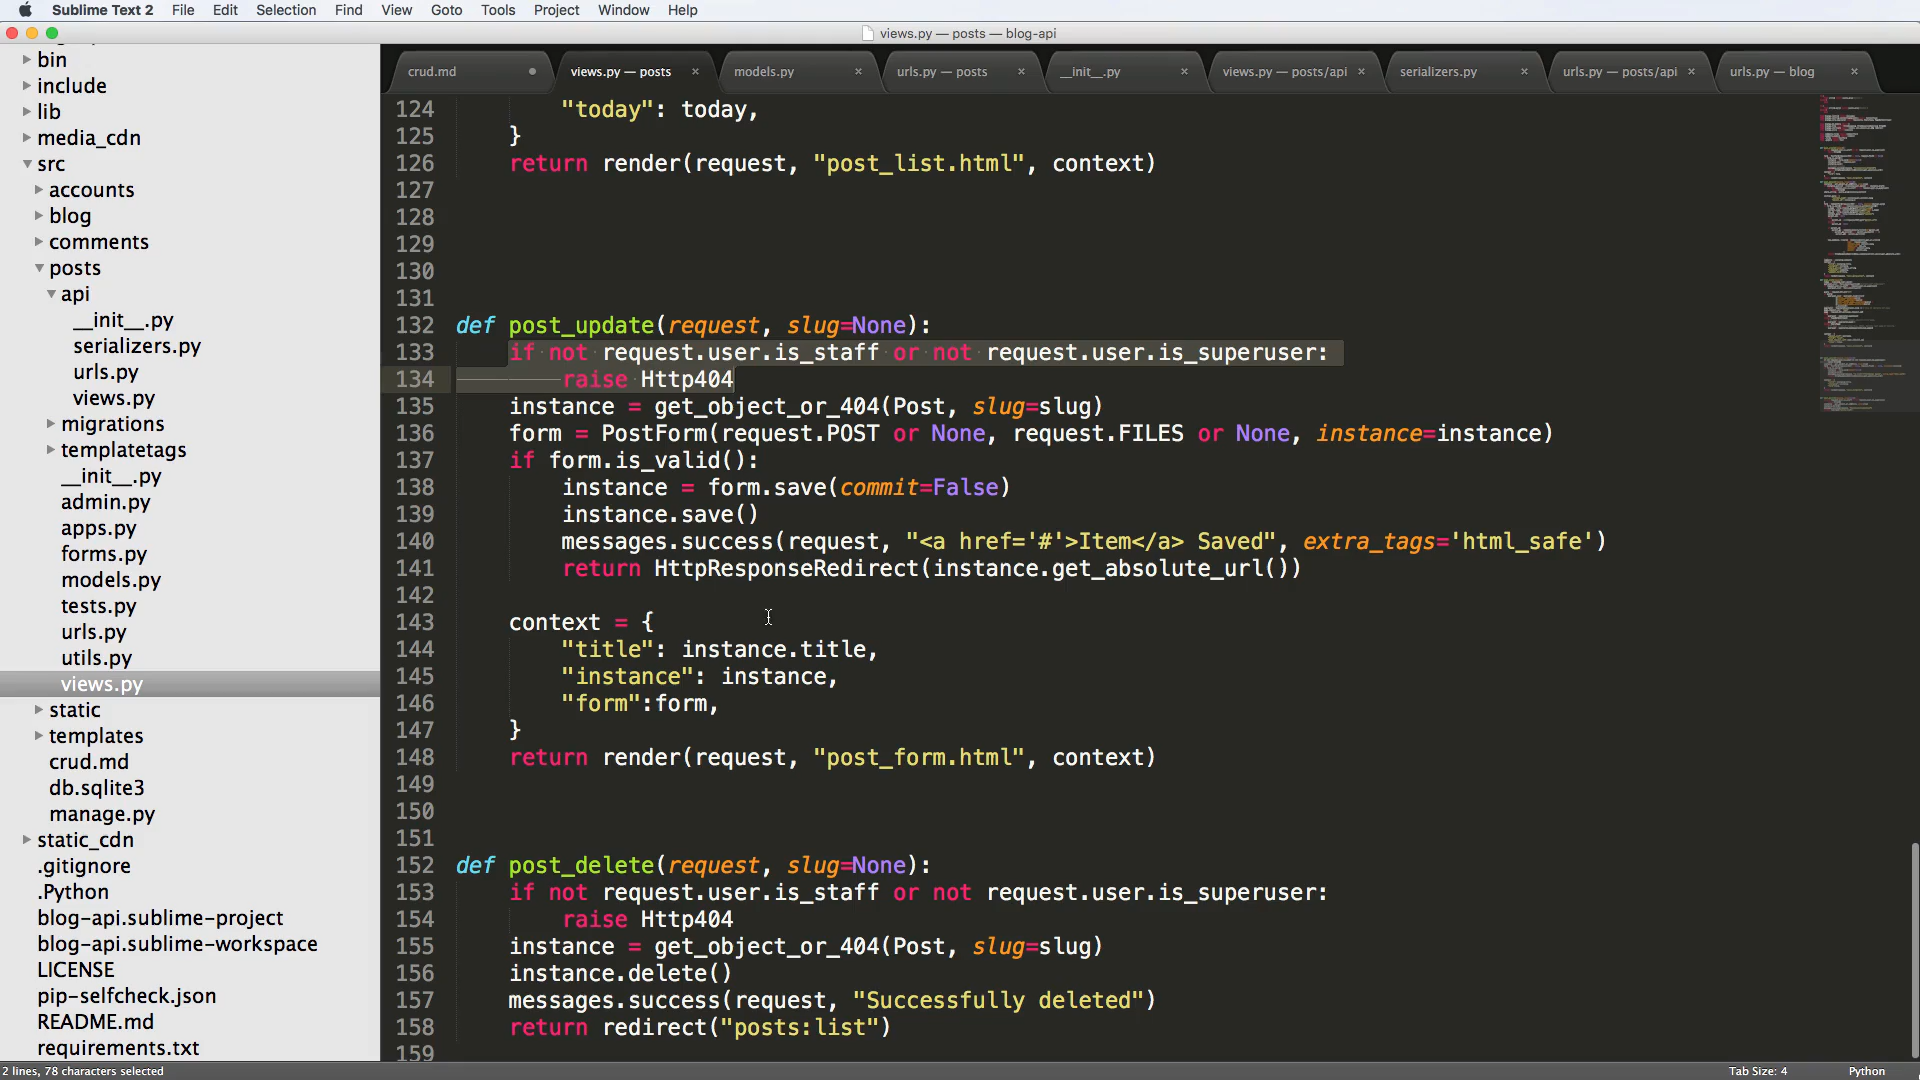 Sublime Text 2 File Edit Selection Find View Goto Tools Project Window Help
views.py — posts — blog-api
crud.md views.py — posts models.py urls.py — posts __init__.py views.py — posts/api serializers.py urls.py — posts/api urls.py — blog
bin
include
lib
media_cdn
src
accounts
blog
comments
posts
api
__init__.py
serializers.py
urls.py
views.py
migrations
templatetags
__init__.py
admin.py
apps.py
forms.py
models.py
tests.py
urls.py
utils.py
views.py
static
templates
crud.md
db.sqlite3
manage.py
static_cdn
.gitignore
.Python
blog-api.sublime-project
blog-api.sublime-workspace
LICENSE
pip-selfcheck.json
README.md
requirements.txt
124 "today": today,
125 }
126 return render(request, "post_list.html", context)
127
128
129
130
131
132 def post_update(request, slug=None):
133 if not request.user.is_staff or not request.user.is_superuser:
134 raise Http404
135 instance = get_object_or_404(Post, slug=slug)
136 form = PostForm(request.POST or None, request.FILES or None, instance=instance)
137 if form.is_valid():
138 instance = form.save(commit=False)
139 instance.save()
140 messages.success(request, "<a href='#'>Item</a> Saved", extra_tags='html_safe')
141 return HttpResponseRedirect(instance.get_absolute_url())
142
143 context = {
144 "title": instance.title,
145 "instance": instance,
146 "form":form,
147 }
148 return render(request, "post_form.html", context)
149
150
151
152 def post_delete(request, slug=None):
153 if not request.user.is_staff or not request.user.is_superuser:
154 raise Http404
155 instance = get_object_or_404(Post, slug=slug)
156 instance.delete()
157 messages.success(request, "Successfully deleted")
158 return redirect("posts:list")
159
2 lines, 78 characters selected Tab Size: 4 Python